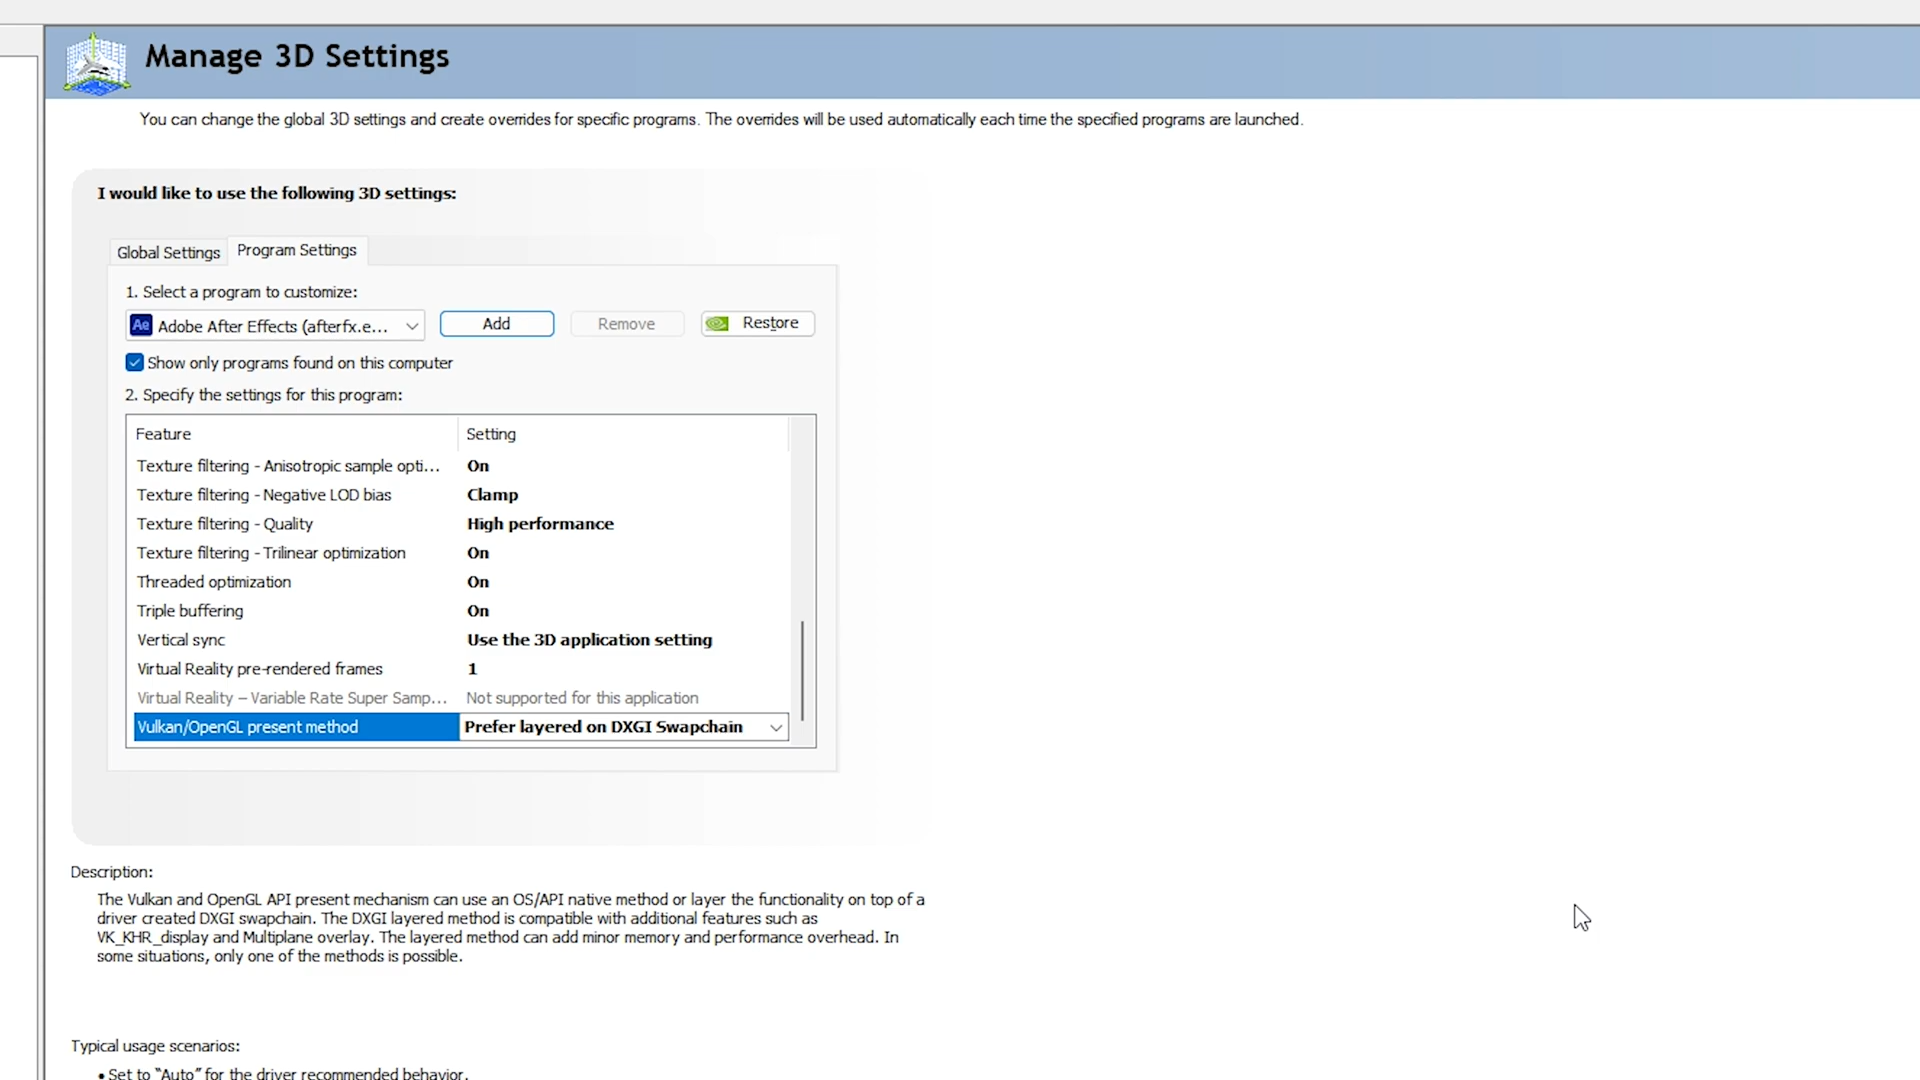 Manage 3D Settings
You can change the global 3D settings and create overrides for specific programs. The overrides will be used automatically each time the specified programs are launched.
I would like to use the following 3D settings:
Global Settings
Program Settings
1. Select a program to customize:
Ae Adobe After Effects (afterfx.e...
Add
Remove
Restore
Show only programs found on this computer
2. Specify the settings for this program:
Feature Setting
Texture filtering - Anisotropic sample opti... On
Texture filtering - Negative LOD bias Clamp
Texture filtering - Quality High performance
Texture filtering - Trilinear optimization On
Threaded optimization On
Triple buffering On
Vertical sync Use the 3D application setting
Virtual Reality pre-rendered frames 1
Virtual Reality – Variable Rate Super Samp... Not supported for this application
Vulkan/OpenGL present method Prefer layered on DXGI Swapchain
Description:
The Vulkan and OpenGL API present mechanism can use an OS/API native method or layer the functionality on top of a
driver created DXGI swapchain. The DXGI layered method is compatible with additional features such as
VK_KHR_display and Multiplane overlay. The layered method can add minor memory and performance overhead. In
some situations, only one of the methods is possible.
Typical usage scenarios:
• Set to "Auto" for the driver recommended behavior.